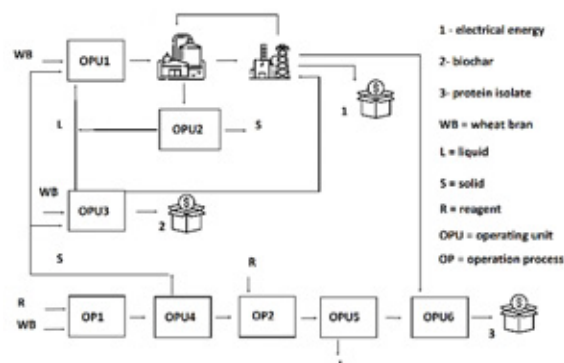 WB
OPU1
1 - electrical energy
2- biochar
3- protein isolate
WB = wheat bran
L = liquid
S = solid
R = reagent
OPU = operating unit
OP = operation process
1
L
OPU2
S
WB
OPU3
2
S
R
R
WB
OP1
OPU4
OP2
OPU5
OPU6
3